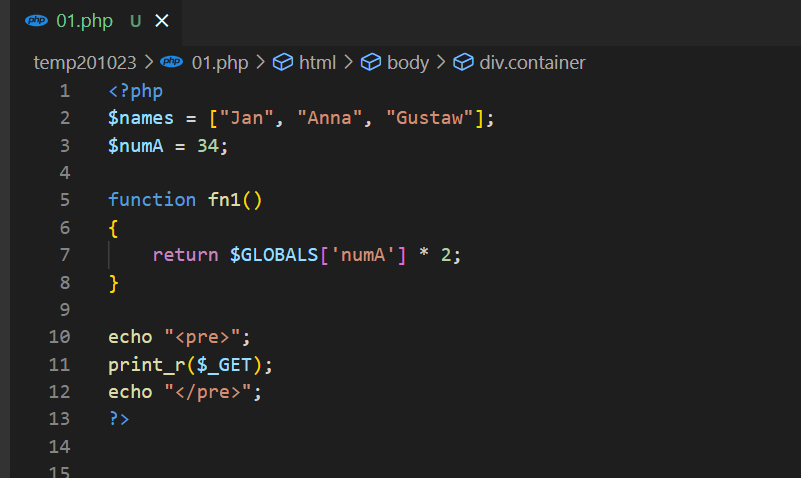 php 01.php U ×
temp201023 > php 01.php > html > body > div.container
1 <?php
2 $names = ["Jan", "Anna", "Gustaw"];
3 $numA = 34;
4
5 function fn1()
6 {
7     return $GLOBALS['numA'] * 2;
8 }
9
10 echo "<pre>";
11 print_r($_GET);
12 echo "</pre>";
13 ?>
14
15